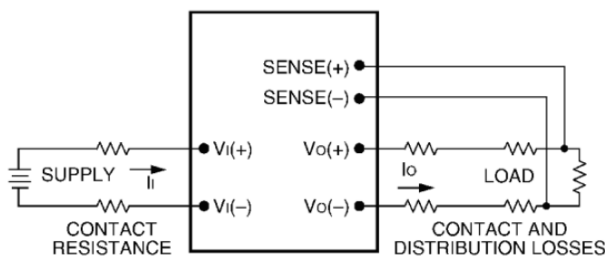 SENSE(+)
SENSE(–)
VI(+)
VO(+)
SUPPLY
II
IO
LOAD
VI(–)
VO(–)
CONTACT
RESISTANCE
CONTACT AND
DISTRIBUTION LOSSES